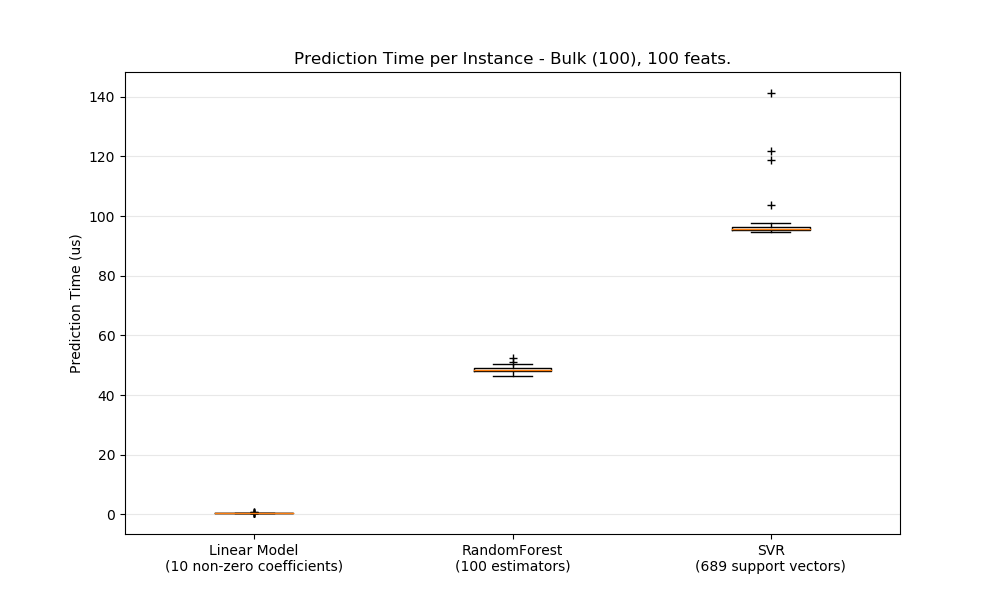 Prediction Time per Instance - Bulk (100), 100 feats.
140
120
100
80
60
40
20
0
Prediction Time (us)
Linear Model
(10 non-zero coefficients)
RandomForest
(100 estimators)
SVR
(689 support vectors)